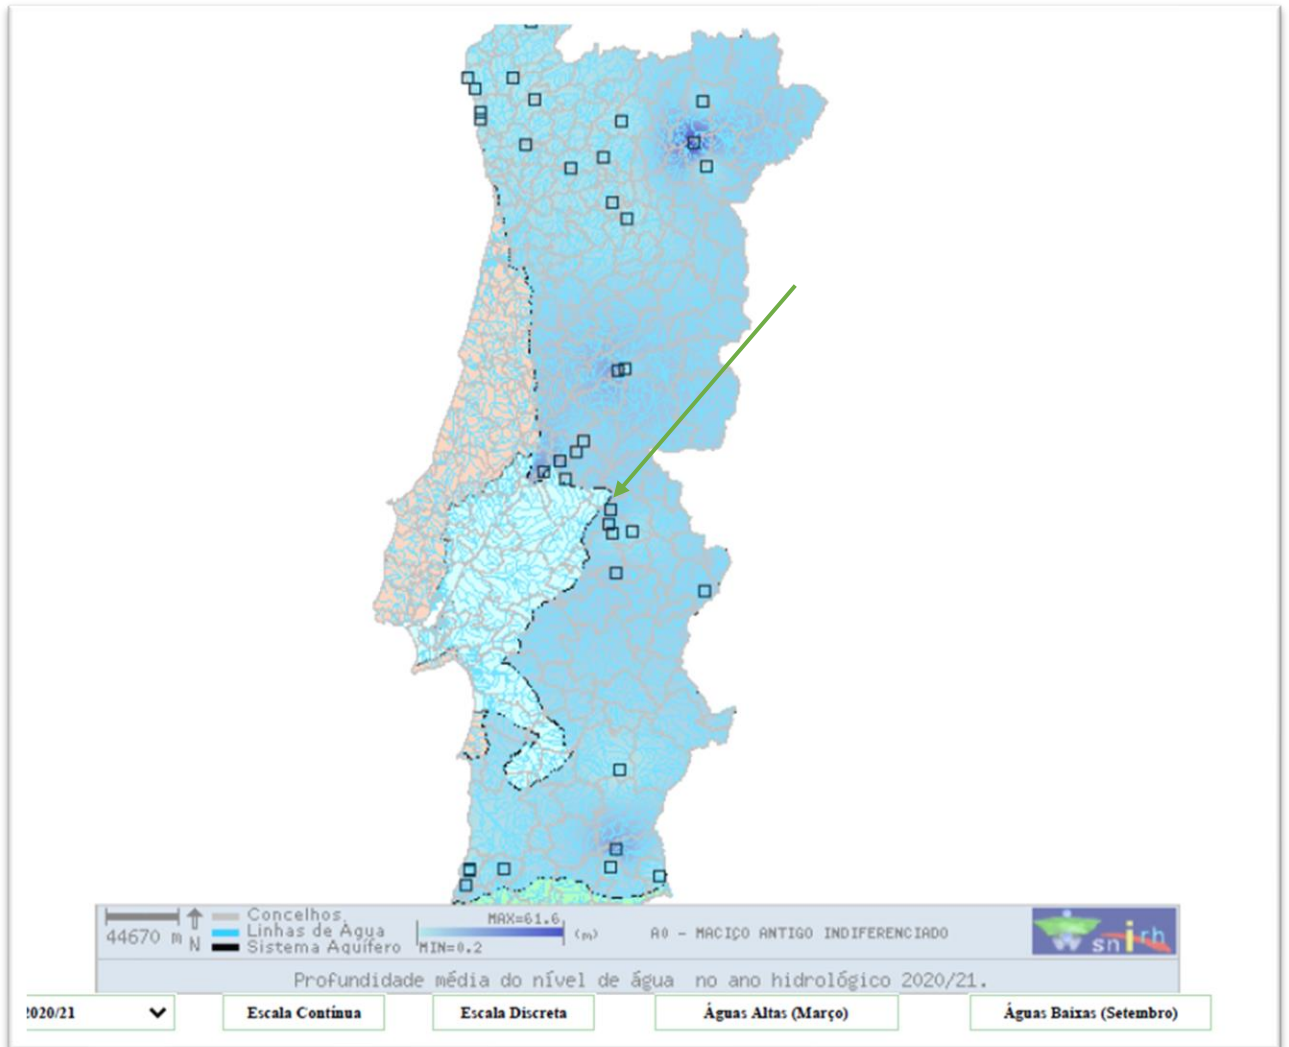 Concelhos
Linhas de Água
Sistema Aquífero
44670 m N
MAX=61.6
(m)
MIN=0.2
A0 - MACIÇO ANTIGO INDIFERENCIADO
snirh
Profundidade média do nível de água no ano hidrológico 2020/21.
2020/21
Escala Contínua
Escala Discreta
Águas Altas (Março)
Águas Baixas (Setembro)